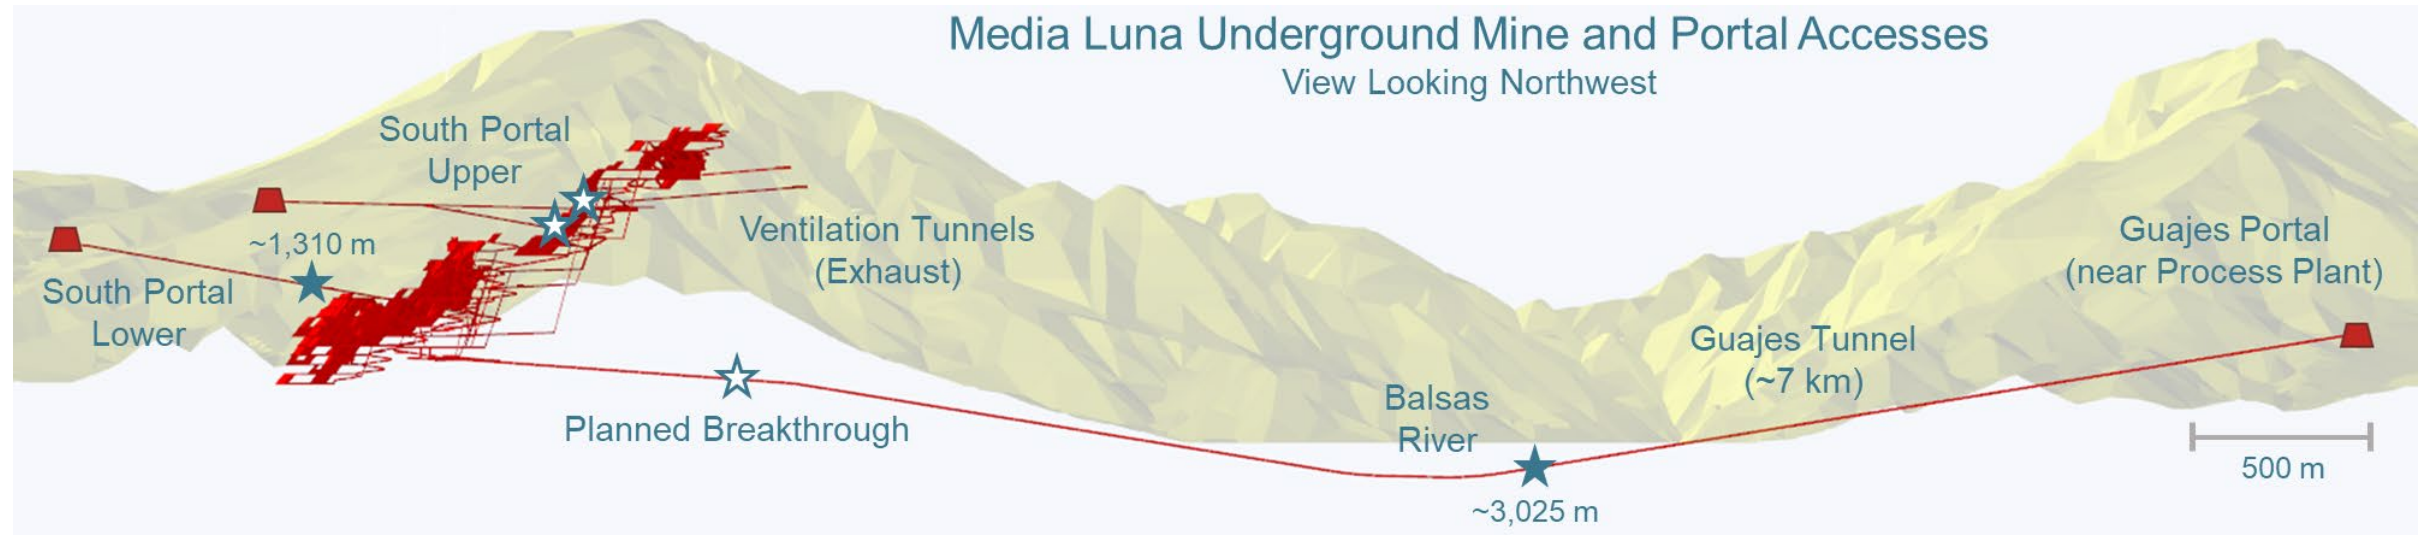 Media Luna Underground Mine and Portal Accesses
View Looking Northwest
South Portal
Upper
~1,310 m
South Portal
Lower
Ventilation Tunnels
(Exhaust)
Guajes Portal
(near Process Plant)
Guajes Tunnel
(~7 km)
Balsas
River
Planned Breakthrough
500 m
~3,025 m